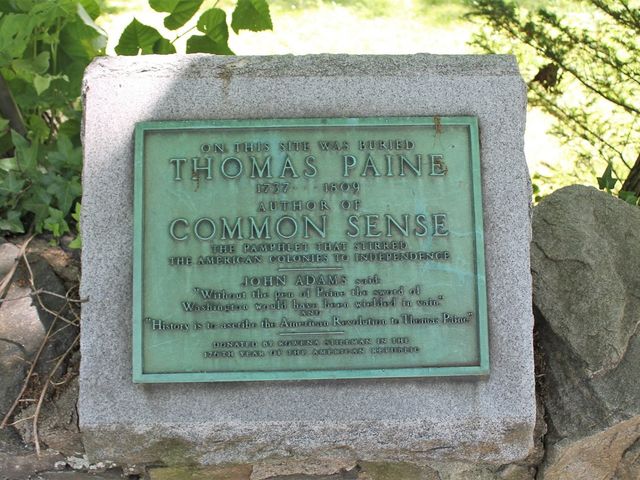 ON THIS SITE WAS BURIED
THOMAS PAINE
1737 · · · 1809
AUTHOR OF
COMMON SENSE
THE PAMPHLET THAT STIRRED
THE AMERICAN COLONIES TO INDEPENDENCE
JOHN ADAMS said:
"Without the pen of Paine the sword of
Washington would have been wielded in vain."
AND
"History is to ascribe the American Revolution to Thomas Paine"
DONATED BY ROWENA STILLMAN IN THE
176TH YEAR OF THE AMERICAN REPUBLIC